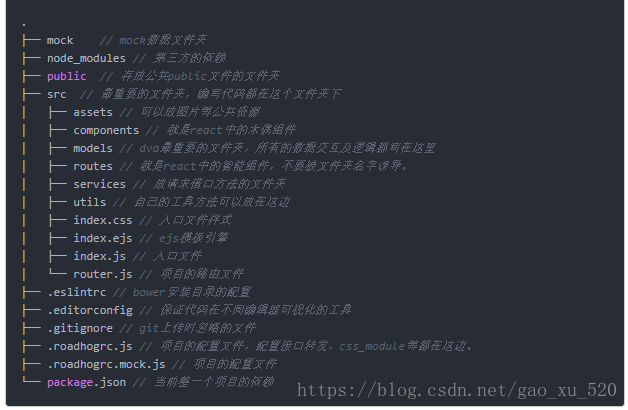 .
├── mock    // mock数据文件夹
├── node_modules // 第三方的依赖
├── public  // 存放公共public文件的文件夹
├── src  // 最重要的文件夹，编写代码都在这个文件夹下
│   ├── assets // 可以放图片等公共资源
│   ├── components // 就是react中的木偶组件
│   ├── models // dva最重要的文件夹，所有的数据交互及逻辑都写在这里
│   ├── routes // 就是react中的智能组件，不要被文件夹名字误导。
│   ├── services // 放请求借口方法的文件夹
│   ├── utils // 自己的工具方法可以放在这边
│   ├── index.css // 入口文件样式
│   ├── index.ejs // ejs模板引擎
│   ├── index.js // 入口文件
│   └── router.js // 项目的路由文件
├── .eslintrc // bower安装目录的配置
├── .editorconfig // 保证代码在不同编辑器可视化的工具
├── .gitignore // git上传时忽略的文件
├── .roadhogrc.js // 项目的配置文件，配置接口转发，css_module等都在这边。
├── .roadhogrc.mock.js // 项目的配置文件
└── package.json // 当前整一个项目的依赖
https://blog.csdn.net/gao_xu_520